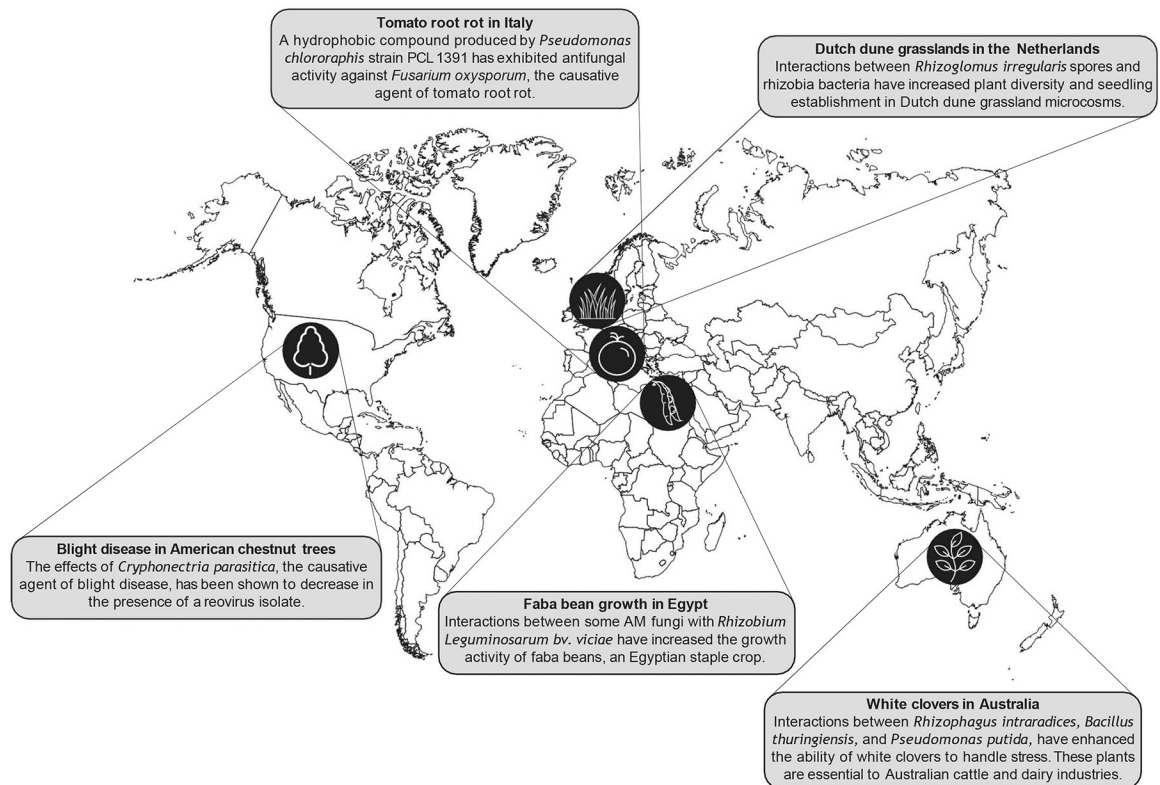 Tomato root rot in Italy
A hydrophobic compound produced by Pseudomonas
chlororaphis strain PCL 1391 has exhibited antifungal
activity against Fusarium oxysporum, the causative
agent of tomato root rot.
Dutch dune grasslands in the Netherlands
Interactions between Rhizoglomus irregularis spores and
rhizobia bacteria have increased plant diversity and seedling
establishment in Dutch dune grassland microcosms.
Blight disease in American chestnut trees
The effects of Cryphonectria parasitica, the causative
agent of blight disease, has been shown to decrease in
the presence of a reovirus isolate.
Faba bean growth in Egypt
Interactions between some AM fungi with Rhizobium
Leguminosarum bv. viciae have increased the growth
activity of faba beans, an Egyptian staple crop.
White clovers in Australia
Interactions between Rhizophagus intraradices, Bacillus
thuringiensis, and Pseudomonas putida, have enhanced
the ability of white clovers to handle stress. These plants
are essential to Australian cattle and dairy industries.